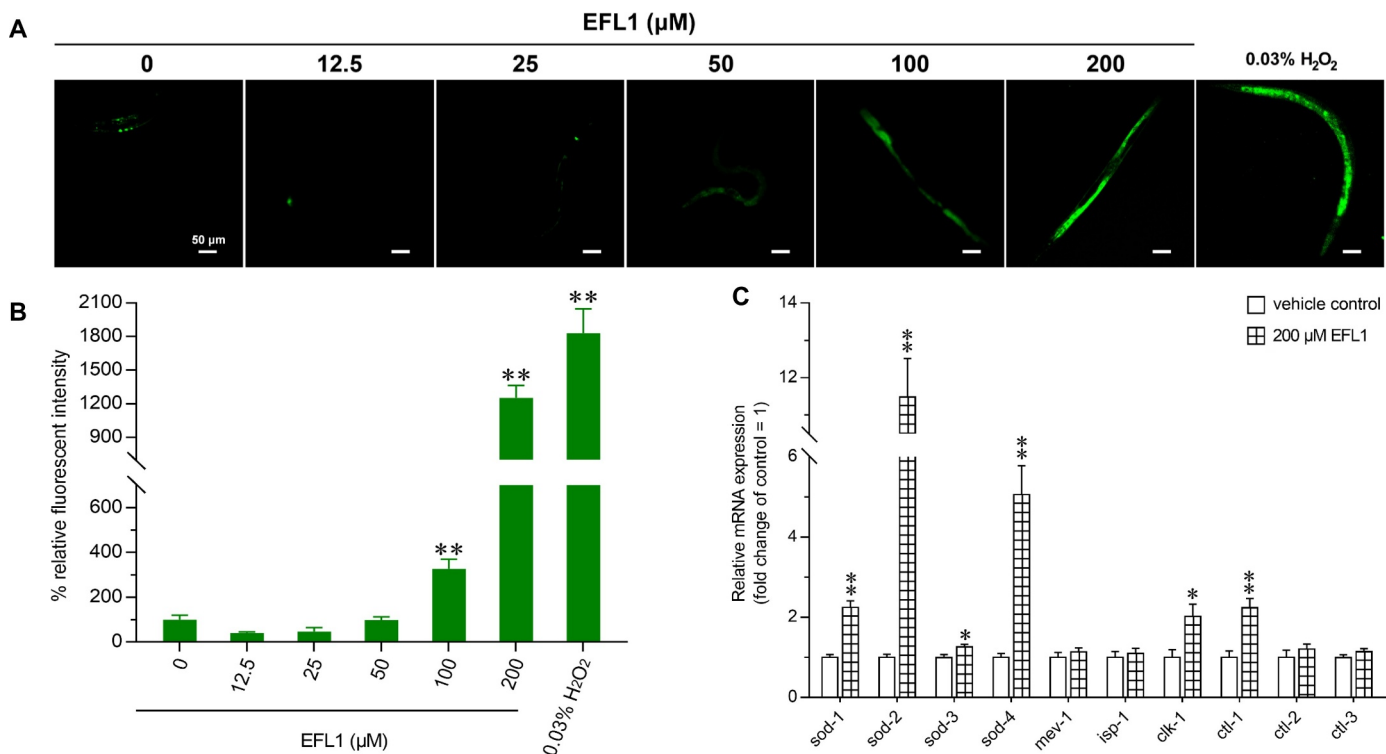 A
EFL1 (µM)
0 12.5 25 50 100 200 0.03% H₂O₂
50 µm
B
% relative fluorescent intensity
2100
1800
1500
1200
900
600
400
200
0
**
**
**
0 12.5 25 50 100 200 0.03% H₂O₂
EFL1 (µM)
C
Relative mRNA expression
(fold change of control = 1)
14
12
6
4
2
0
vehicle control
200 µM EFL1
**
**
*
**
*
**
sod-1 sod-2 sod-3 sod-4 mev-1 isp-1 clk-1 ctl-1 ctl-2 ctl-3